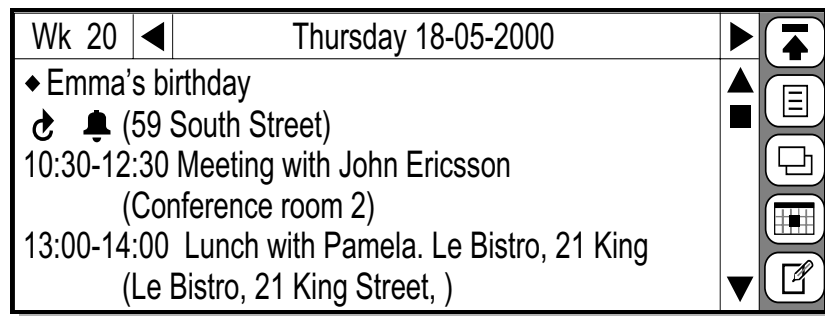 Wk 20 Thursday 18-05-2000
Emma's birthday
(59 South Street)
10:30-12:30 Meeting with John Ericsson
(Conference room 2)
13:00-14:00 Lunch with Pamela. Le Bistro, 21 King
(Le Bistro, 21 King Street, )